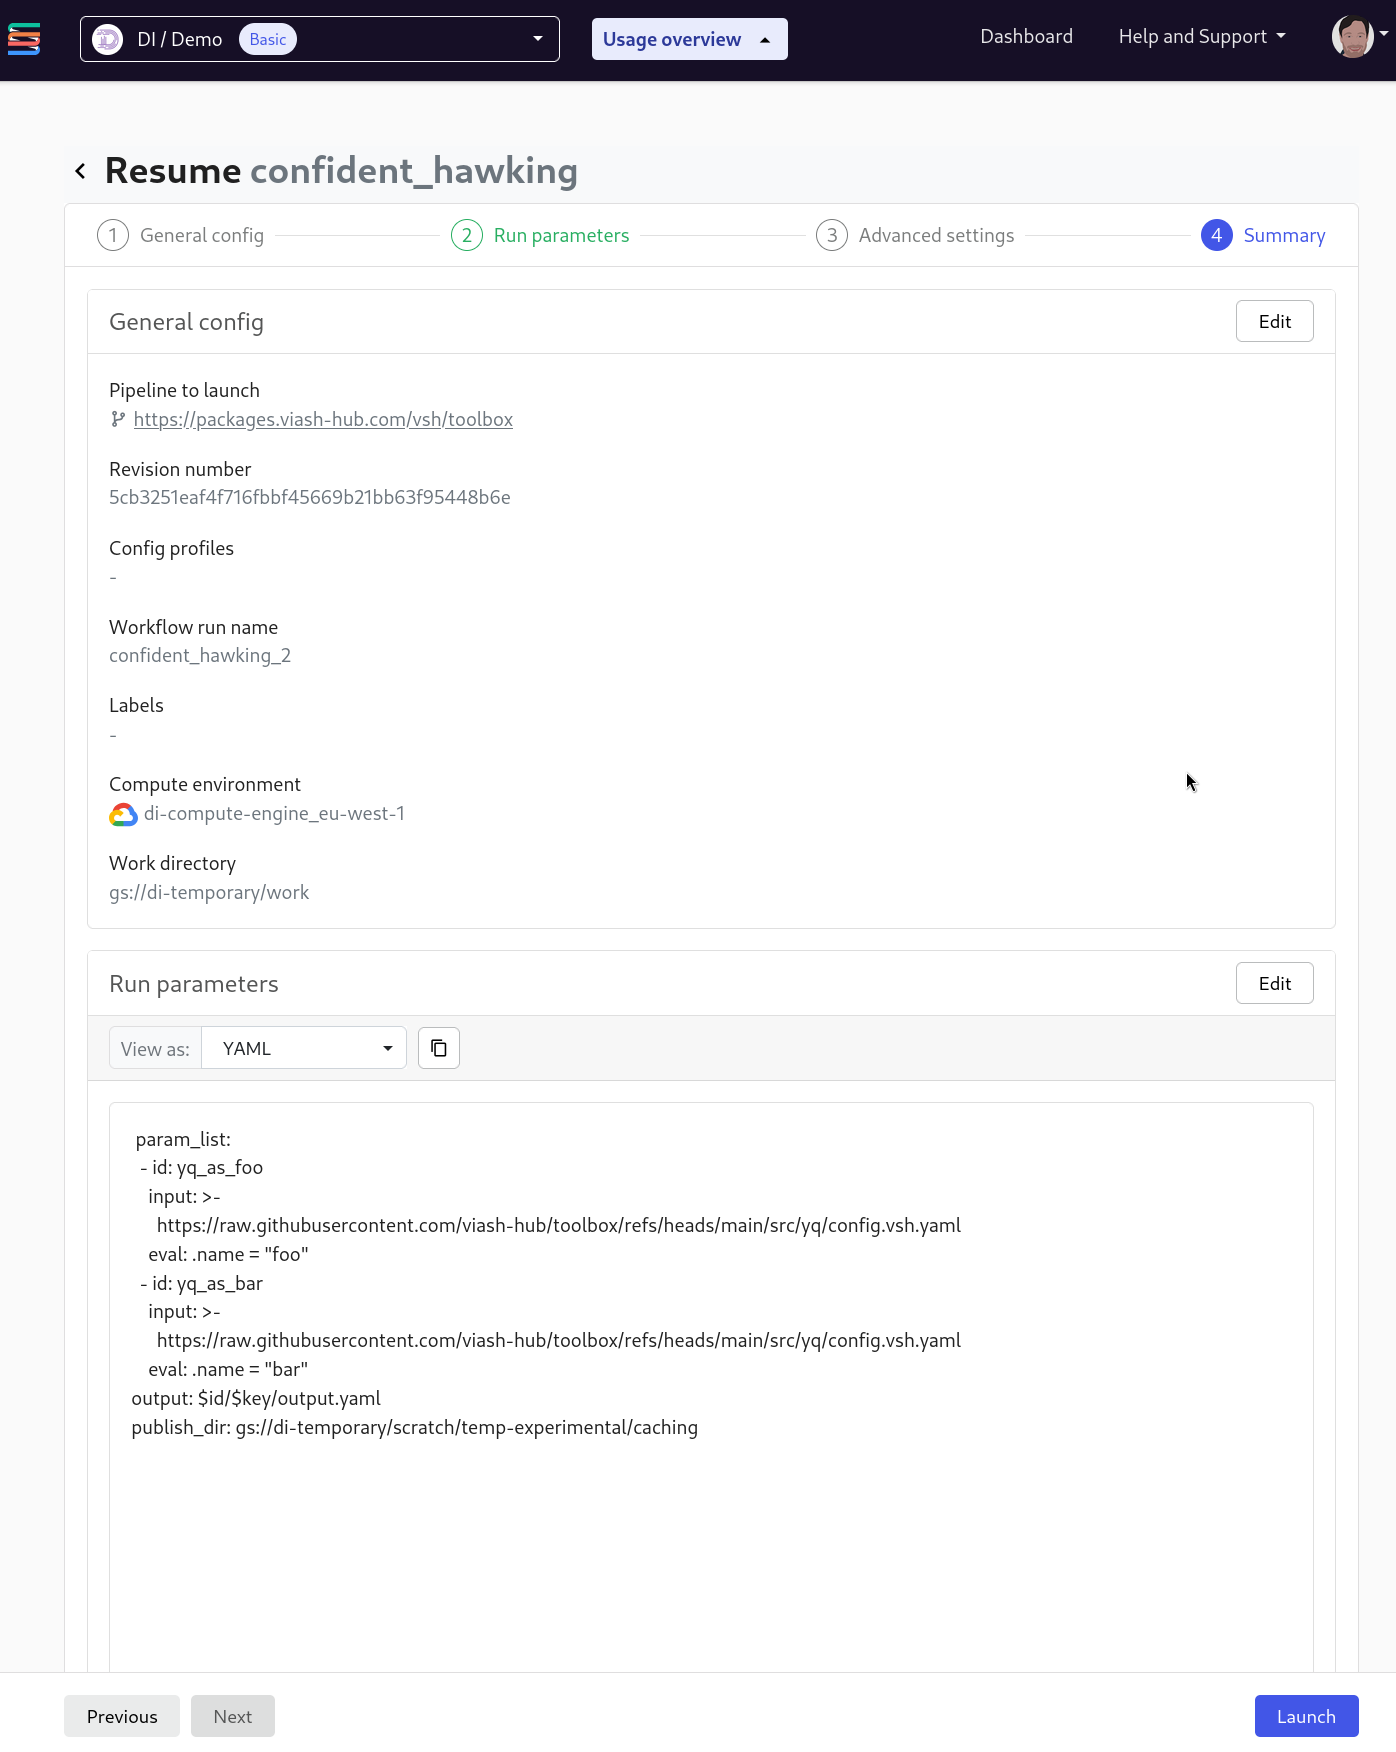 DI / Demo Basic
Usage overview
Dashboard
Help and Support
Resume confident_hawking
1 General config
2 Run parameters
3 Advanced settings
4 Summary
General config
Edit
Pipeline to launch
https://packages.viash-hub.com/vsh/toolbox
Revision number
5cb3251eaf4f716fbbf45669b21bb63f95448b6e
Config profiles
-
Workflow run name
confident_hawking_2
Labels
-
Compute environment
di-compute-engine_eu-west-1
Work directory
gs://di-temporary/work
Run parameters
Edit
View as: YAML
param_list:
- id: yq_as_foo
input: >-
https://raw.githubusercontent.com/viash-hub/toolbox/refs/heads/main/src/yq/config.vsh.yaml
eval: .name = "foo"
- id: yq_as_bar
input: >-
https://raw.githubusercontent.com/viash-hub/toolbox/refs/heads/main/src/yq/config.vsh.yaml
eval: .name = "bar"
output: $id/$key/output.yaml
publish_dir: gs://di-temporary/scratch/temp-experimental/caching
Previous
Next
Launch